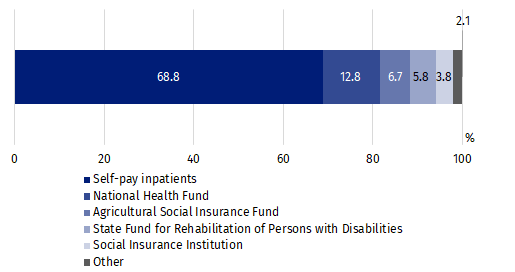 2.1
68.8 12.8 6.7 5.8 3.8
%
0 20 40 60 80 100
Self-pay inpatients
National Health Fund
Agricultural Social Insurance Fund
State Fund for Rehabilitation of Persons with Disabilities
Social Insurance Institution
Other